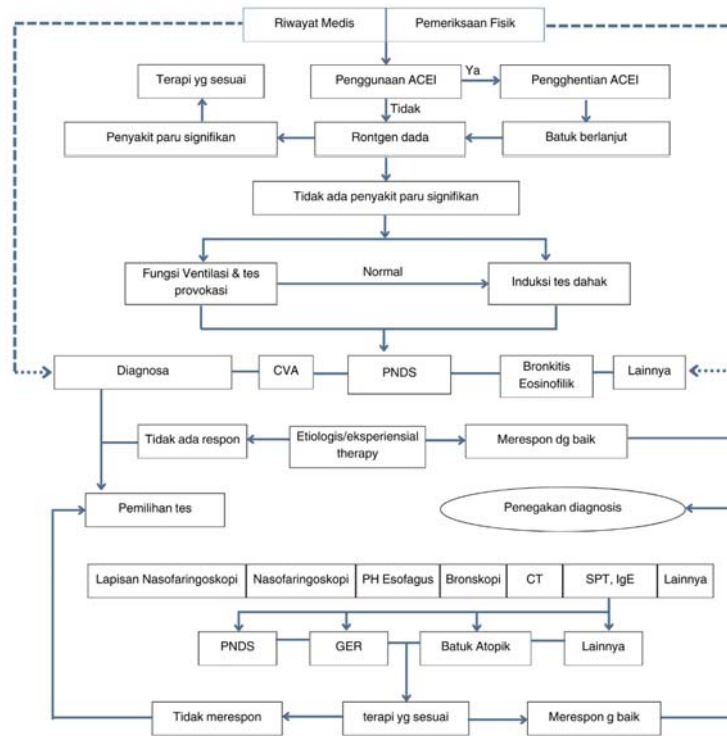 Riwayat Medis
Pemeriksaan Fisik
Terapi yg sesuai
Penggunaan ACEI
Ya
Pengghentian ACEI
Tidak
Penyakit paru signifikan
Rontgen dada
Batuk berlanjut
Tidak ada penyakit paru signifikan
Fungsi Ventilasi & tes
provokasi
Normal
Induksi tes dahak
Diagnosa
CVA
PNDS
Bronkitis
Eosinofilik
Lainnya
Tidak ada respon
Etiologis/eksperiensial
therapy
Merespon dg baik
Pemilihan tes
Penegakan diagnosis
Lapisan Nasofaringoskopi
Nasofaringoskopi
PH Esofagus
Bronskopi
CT
SPT, IgE
Lainnya
PNDS
GER
Batuk Atopik
Lainnya
Tidak merespon
terapi yg sesuai
Merespon g baik